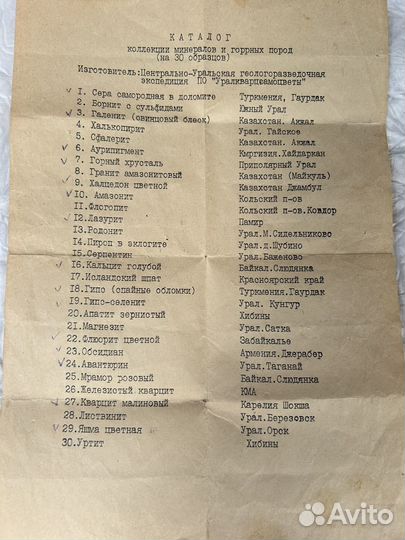 КАТАЛОГ
коллекции минералов и горрных пород
(на 30 образцов)
Изготовитель:Центрально-Уральская геологоразведочная
экспедиция ПО "Уралкварцсамоцветы"
1. Сера самородная в доломите Туркмения, Гаурдак
2. Борнит с сульфидами Южный Урал
3. Галенит (свинцовый блеск) Казахстан. Акжал
4. Халькопирит Урал. Гайское
5. Сфалерит Казахстан. Акжал
6. Аурипигмент Кмргизия.Хайдаркан
7. Горный хрусталь Приполярный Урал
8. Гранит амазонитовый Казахстан (Майкуль)
9. Халцедон цветной Казахстан Джамбул
10. Амазонит Кольский п-ов
11.Флогопит Кольский п-ов.Ковдор
12.Лазурит Памир
13.Родонит Урал.М.Сидельниково
14.Пироп в эклогите Урал.д.Шубино
15.Серпентин Урал.Баженово
16.Кальцит голубой Байкал.Слюдянка
17.Исландский шпат Красноярский край
18.Гипс (спайные обломки) Туркмения.Гаурдак
19.Гипс-селенит Урал. Кунгур
20.Апатит зернистый Хибины
21.Магнезит Урал.Сатка
22.Флюорит цветной Забайкалье
23.Обсидиан Армения.Джерабер
24.Авантюрин Урал.Таганай
25.Мрамор розовый Байкал.Слюдянка
26.Железистый кварцит КМА
27.Кварцит малиновый Карелия Шокша
28.Листвинит Урал.Березовск
29.Яшма цветная Урал.Орск
30.Уртит Хибины
Avito